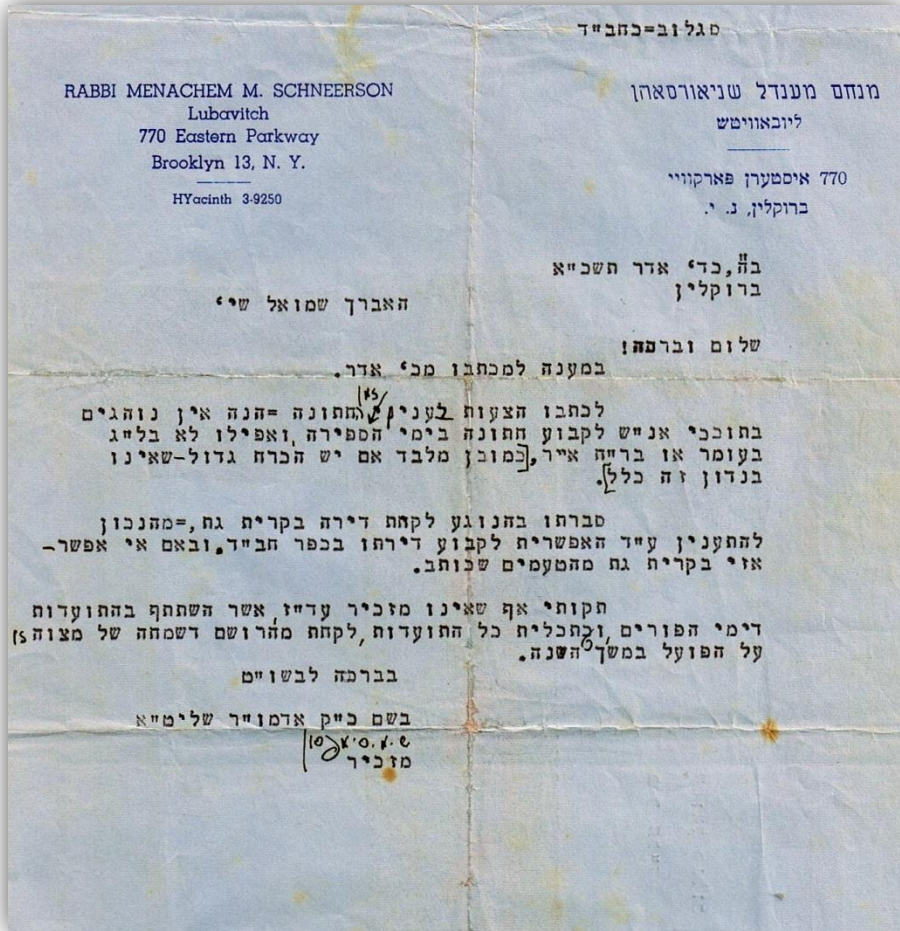 סגלוב=כחב"ד
RABBI MENACHEM M. SCHNEERSON
Lubavitch
770 Eastern Parkway
Brooklyn 13, N. Y.
HYacinth 3-9250
מנחם מענדל שניאורסאהן
ליובאוויטש
770 איסטערן פארקוויי
ברוקלין, נ. י.
ב"ה, כד' אדר תשכ"א
ברוקלין
האברך שמואל שי'
שלום וברכה!
במענה למכתבו מכ' אדר.
לכתבו הצעות לענין החתונה =הנה אין נוהגים
בתוככי אנ"ש לקבוע חתונה בימי הספירה, ואפילו לא בל"ג
בעומר או בר"ח אייר, [כמובן מלבד אם יש הכרח גדול-שאינו
בנדון זה כלל].
סברתו בהנוגע לקחת דירה בקרית גת,=מהנכון
להתענין ע"ד האפשרית לקבוע דירתו בכפר חב"ד. ובאם אי אפשר-
אזי בקרית גת מהטעמים שכותב.
תקותי אף שאינו מזכיר עד"ז, אשר השתתף בהתועדות
דימי הפורים, וכתכלית כל התועדות, לקחת מהרושם דשמחה של מצוה
על הפועל במשך השנה.
בברכה לבשו"ט
בשם כ"ק אדמו"ר שליט"א
מזכיר